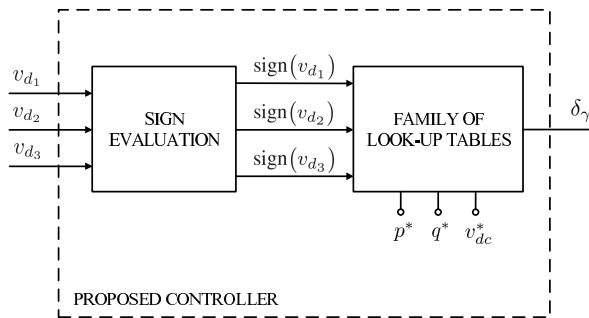 v_{d_1}
v_{d_2}
v_{d_3}
SIGN
EVALUATION
sign(v_{d_1})
sign(v_{d_2})
sign(v_{d_3})
FAMILY OF
LOOK-UP TABLES
δ_γ
p* q* v*_{dc}
PROPOSED CONTROLLER